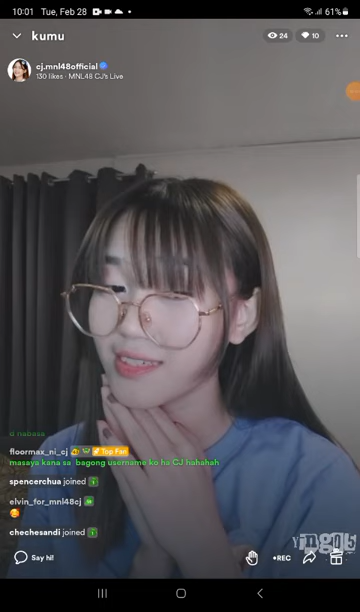 10:01 Tue, Feb 28 61%
kumu 24 10
cj.mnl48official
130 likes · MNL48 CJ's Live
floormax_ni_cj Top Fan
masaya kana sa bagong username ko ha CJ hahahah
spencerchua joined
elvin_for_mnl48cj
chechesandi joined
Say hi!
•REC